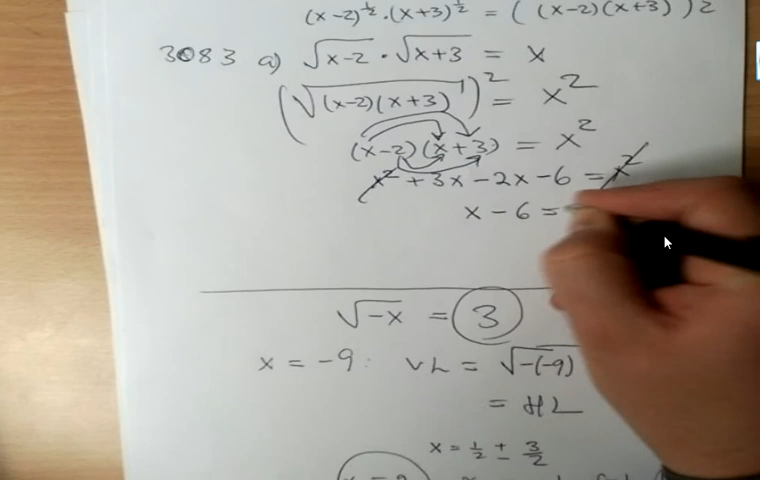 (x-2)^½ · (x+3)^½ = ( (x-2)(x+3) ) 2
3083 a) √x-2 · √x+3 = x
(√(x-2)(x+3))² = x²
(x-2)(x+3) = x²
x² + 3x - 2x - 6 = x²
x - 6 =
√-x = 3
x = -9: VL = √-(-9)
= HL
x = ½ ± 3/2